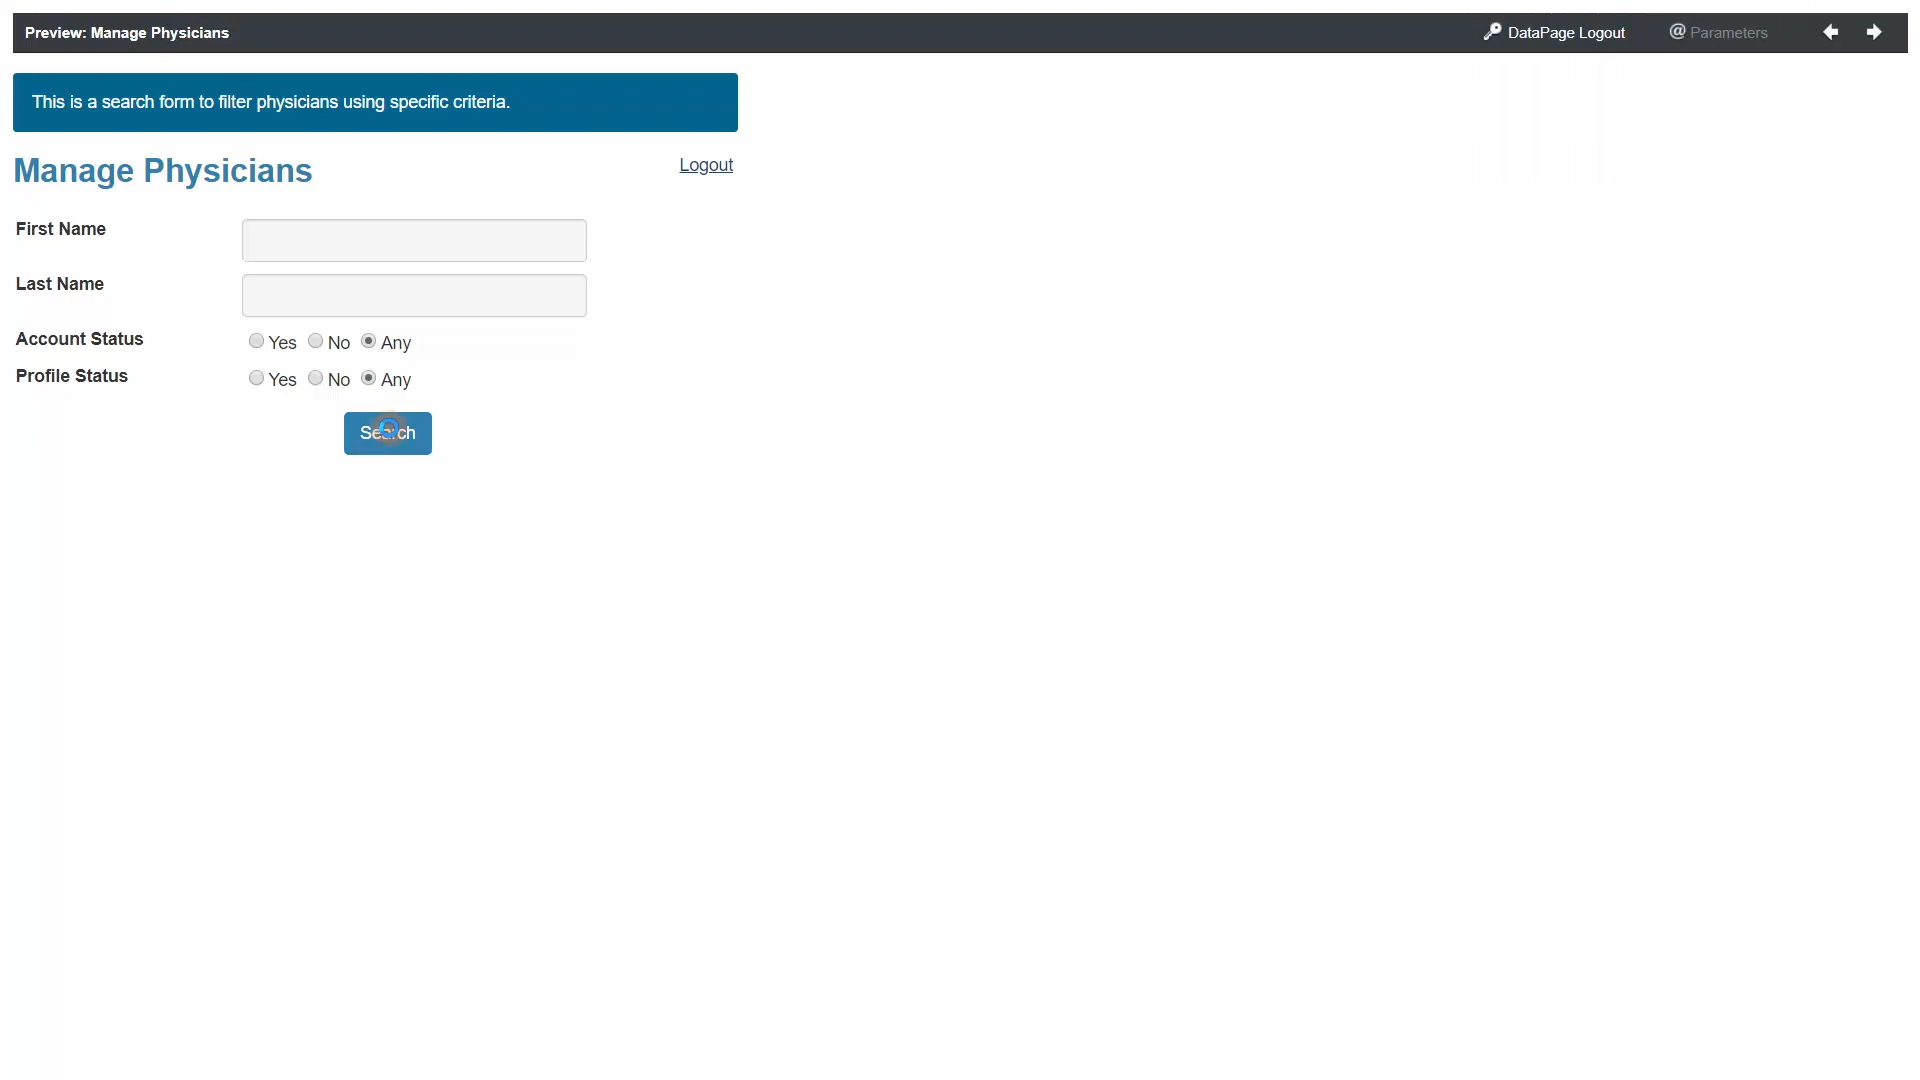 Preview: Manage Physicians
DataPage Logout
@ Parameters
This is a search form to filter physicians using specific criteria.
Manage Physicians
Logout
First Name
Last Name
Account Status
Yes No Any
Profile Status
Yes No Any
Search